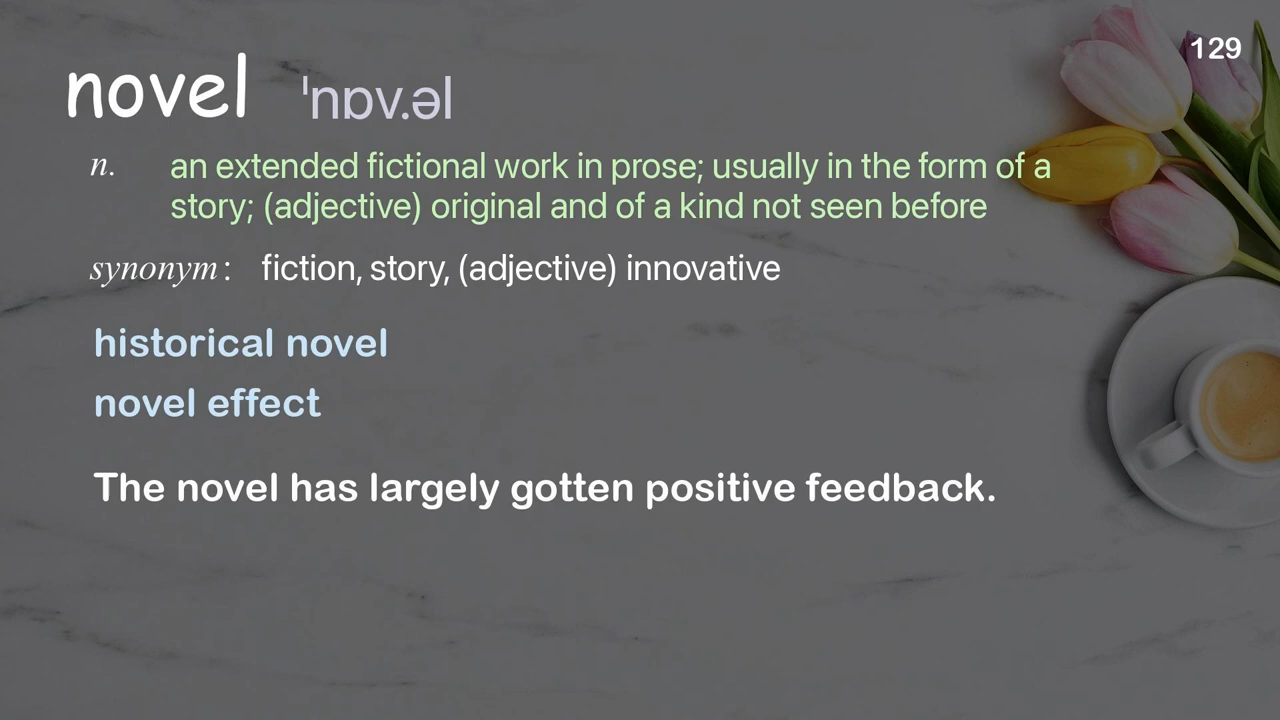 129
novel ˈnɒv.əl
n. an extended fictional work in prose; usually in the form of a
story; (adjective) original and of a kind not seen before
synonym: fiction, story, (adjective) innovative
historical novel
novel effect
The novel has largely gotten positive feedback.